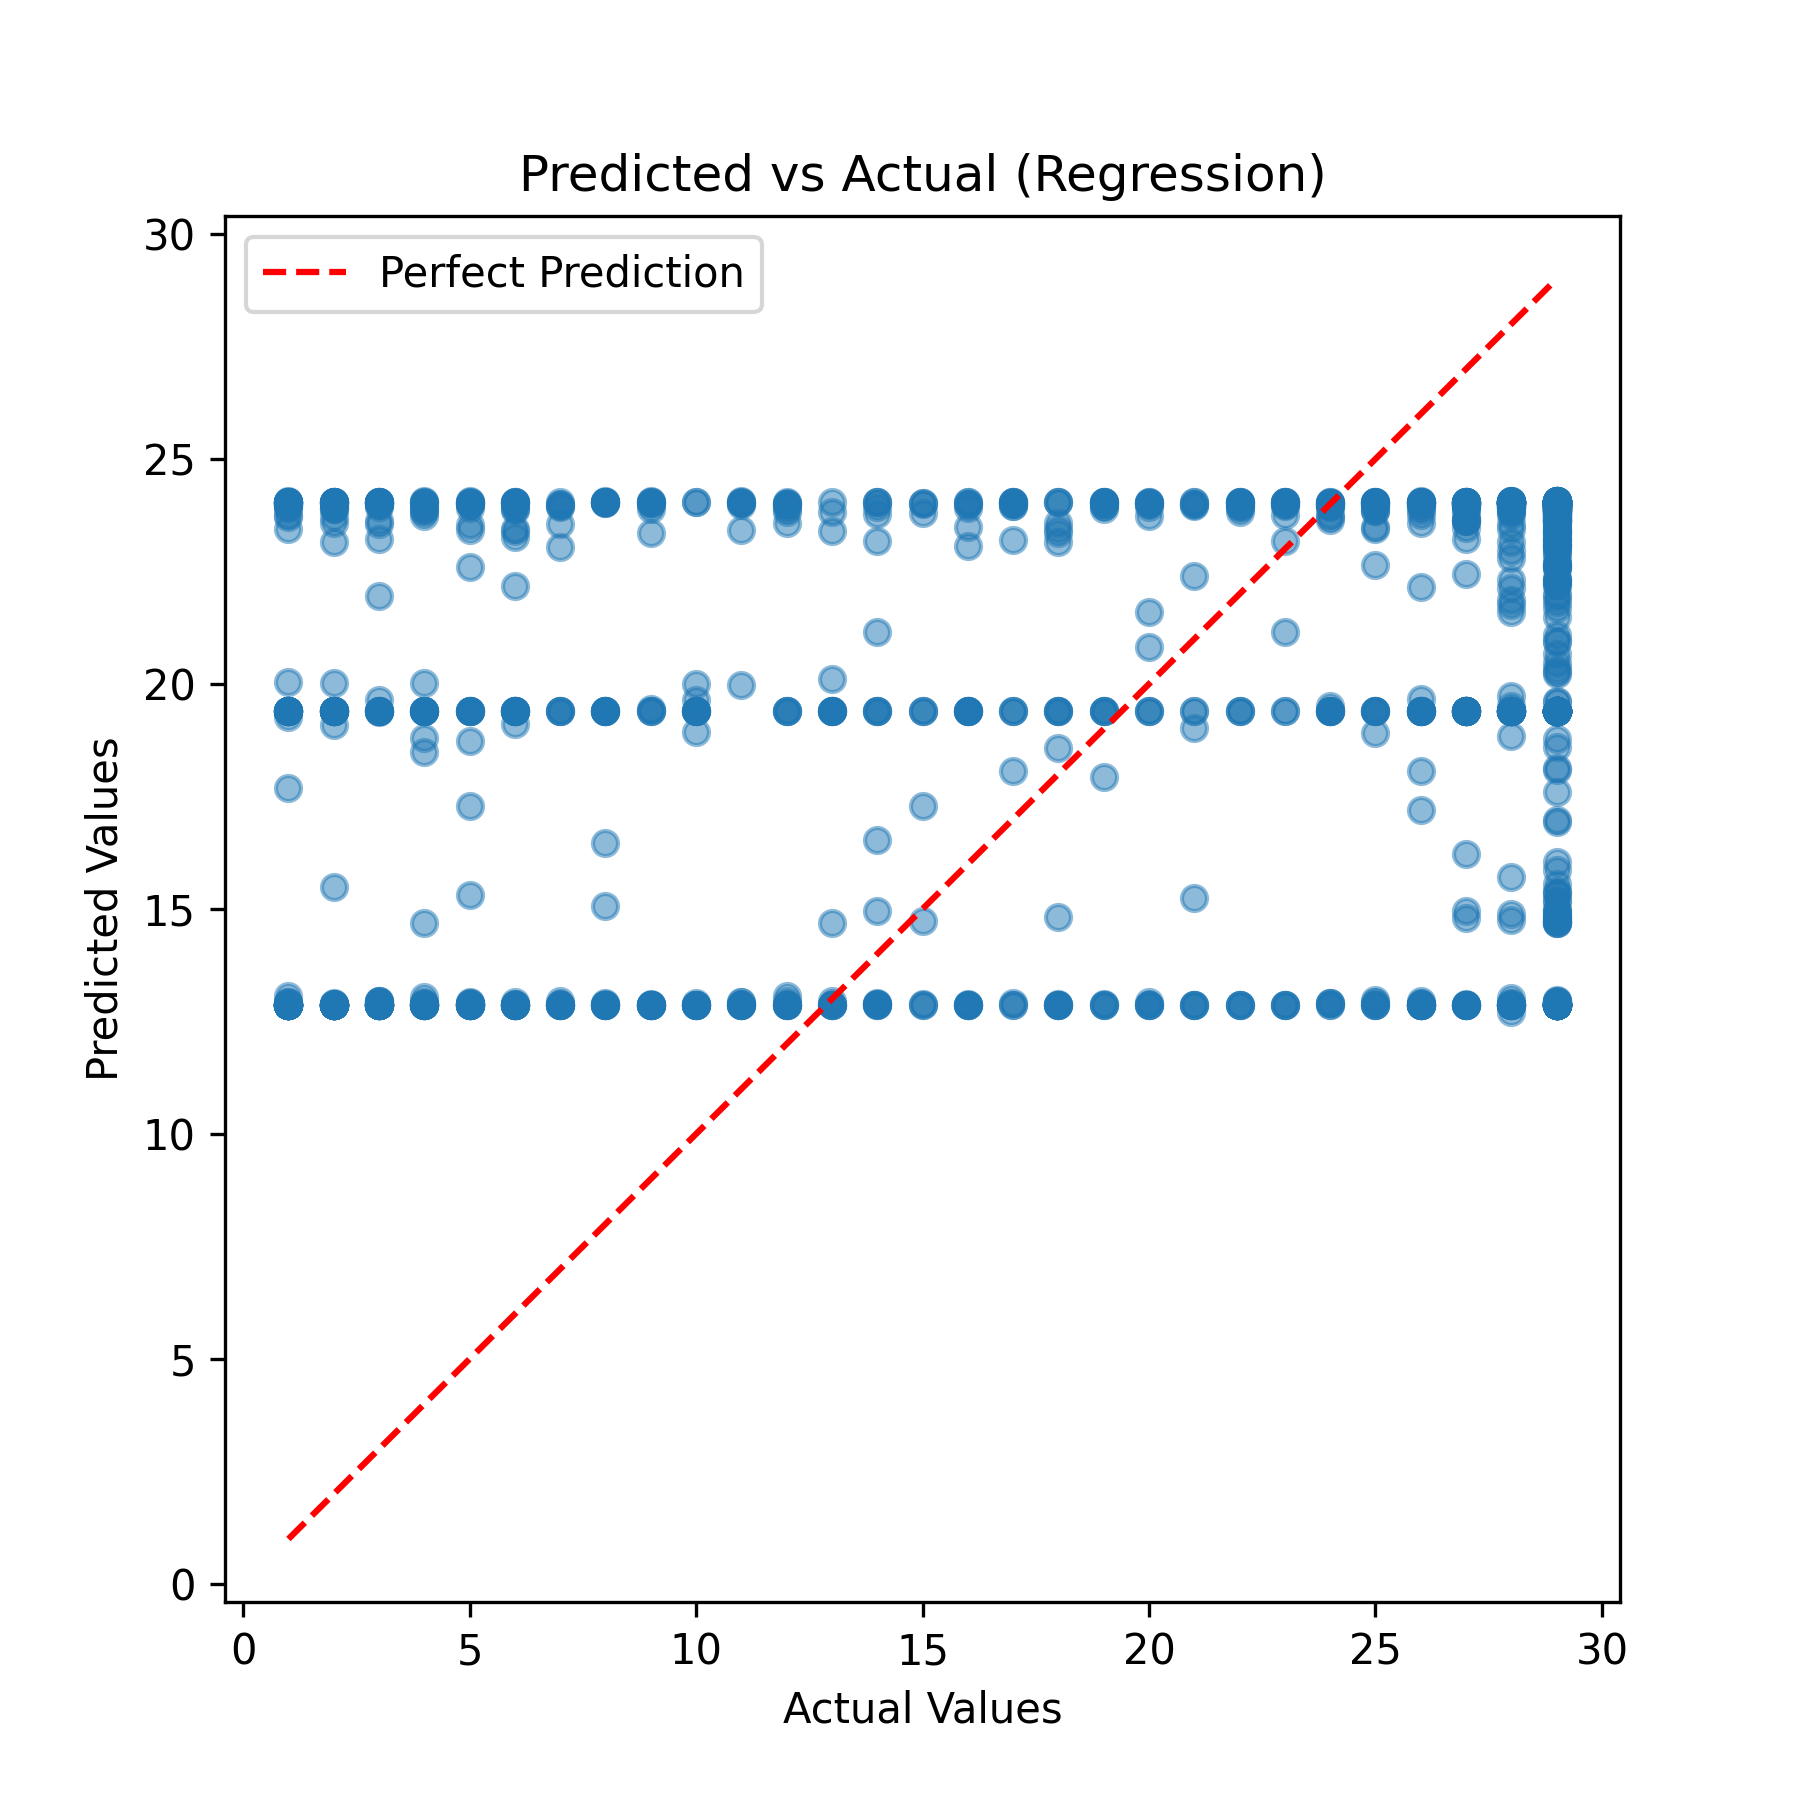 Predicted vs Actual (Regression)
Perfect Prediction
30
25
20
15
10
5
0
Predicted Values
0 5 10 15 20 25 30
Actual Values